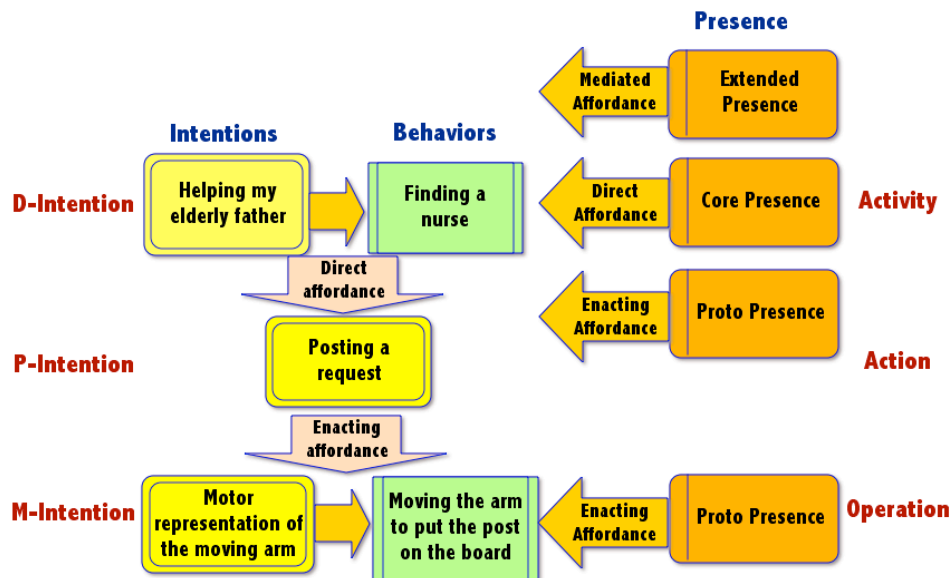 Presence
Mediated
Affordance
Extended
Presence
Intentions
Behaviors
D-Intention
Helping my
elderly father
Finding a
nurse
Direct
Affordance
Core Presence
Activity
Direct
affordance
Enacting
Affordance
Proto Presence
P-Intention
Posting a
request
Action
Enacting
affordance
M-Intention
Motor
representation of
the moving arm
Moving the arm
to put the post
on the board
Enacting
Affordance
Proto Presence
Operation